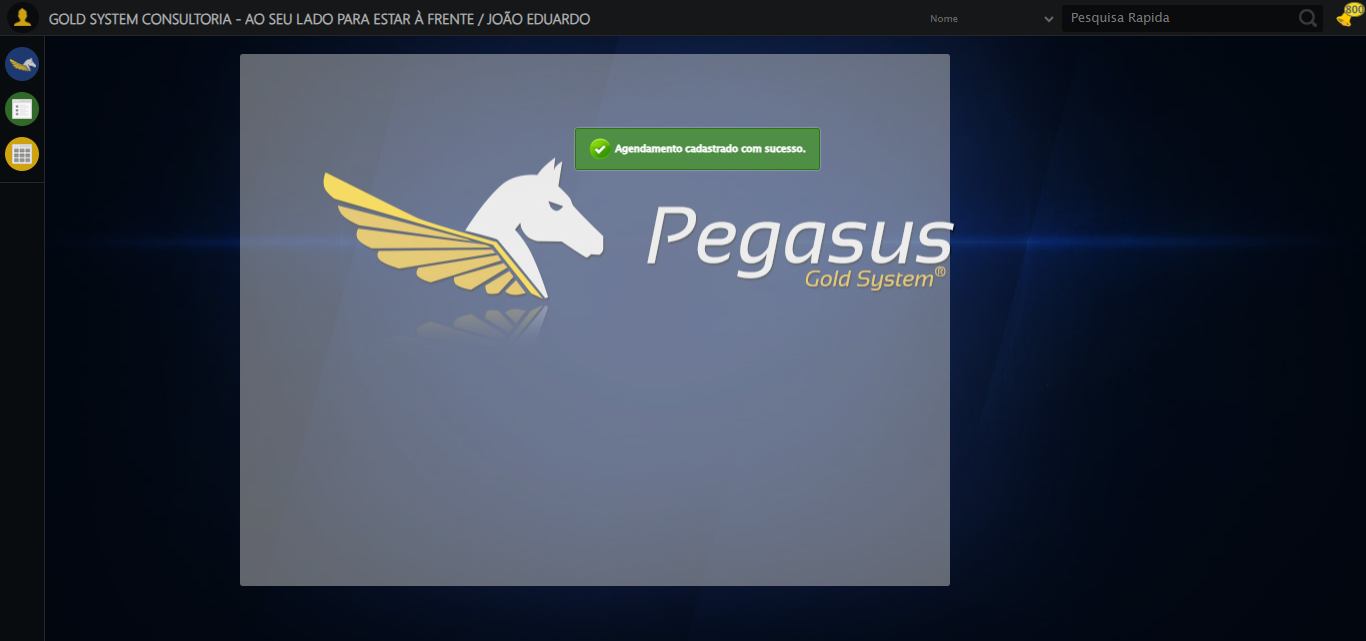 GOLD SYSTEM CONSULTORIA - AO SEU LADO PARA ESTAR À FRENTE / JOÃO EDUARDO
Nome
Pesquisa Rapida
800
Agendamento cadastrado com sucesso.
Pegasus
Gold System®